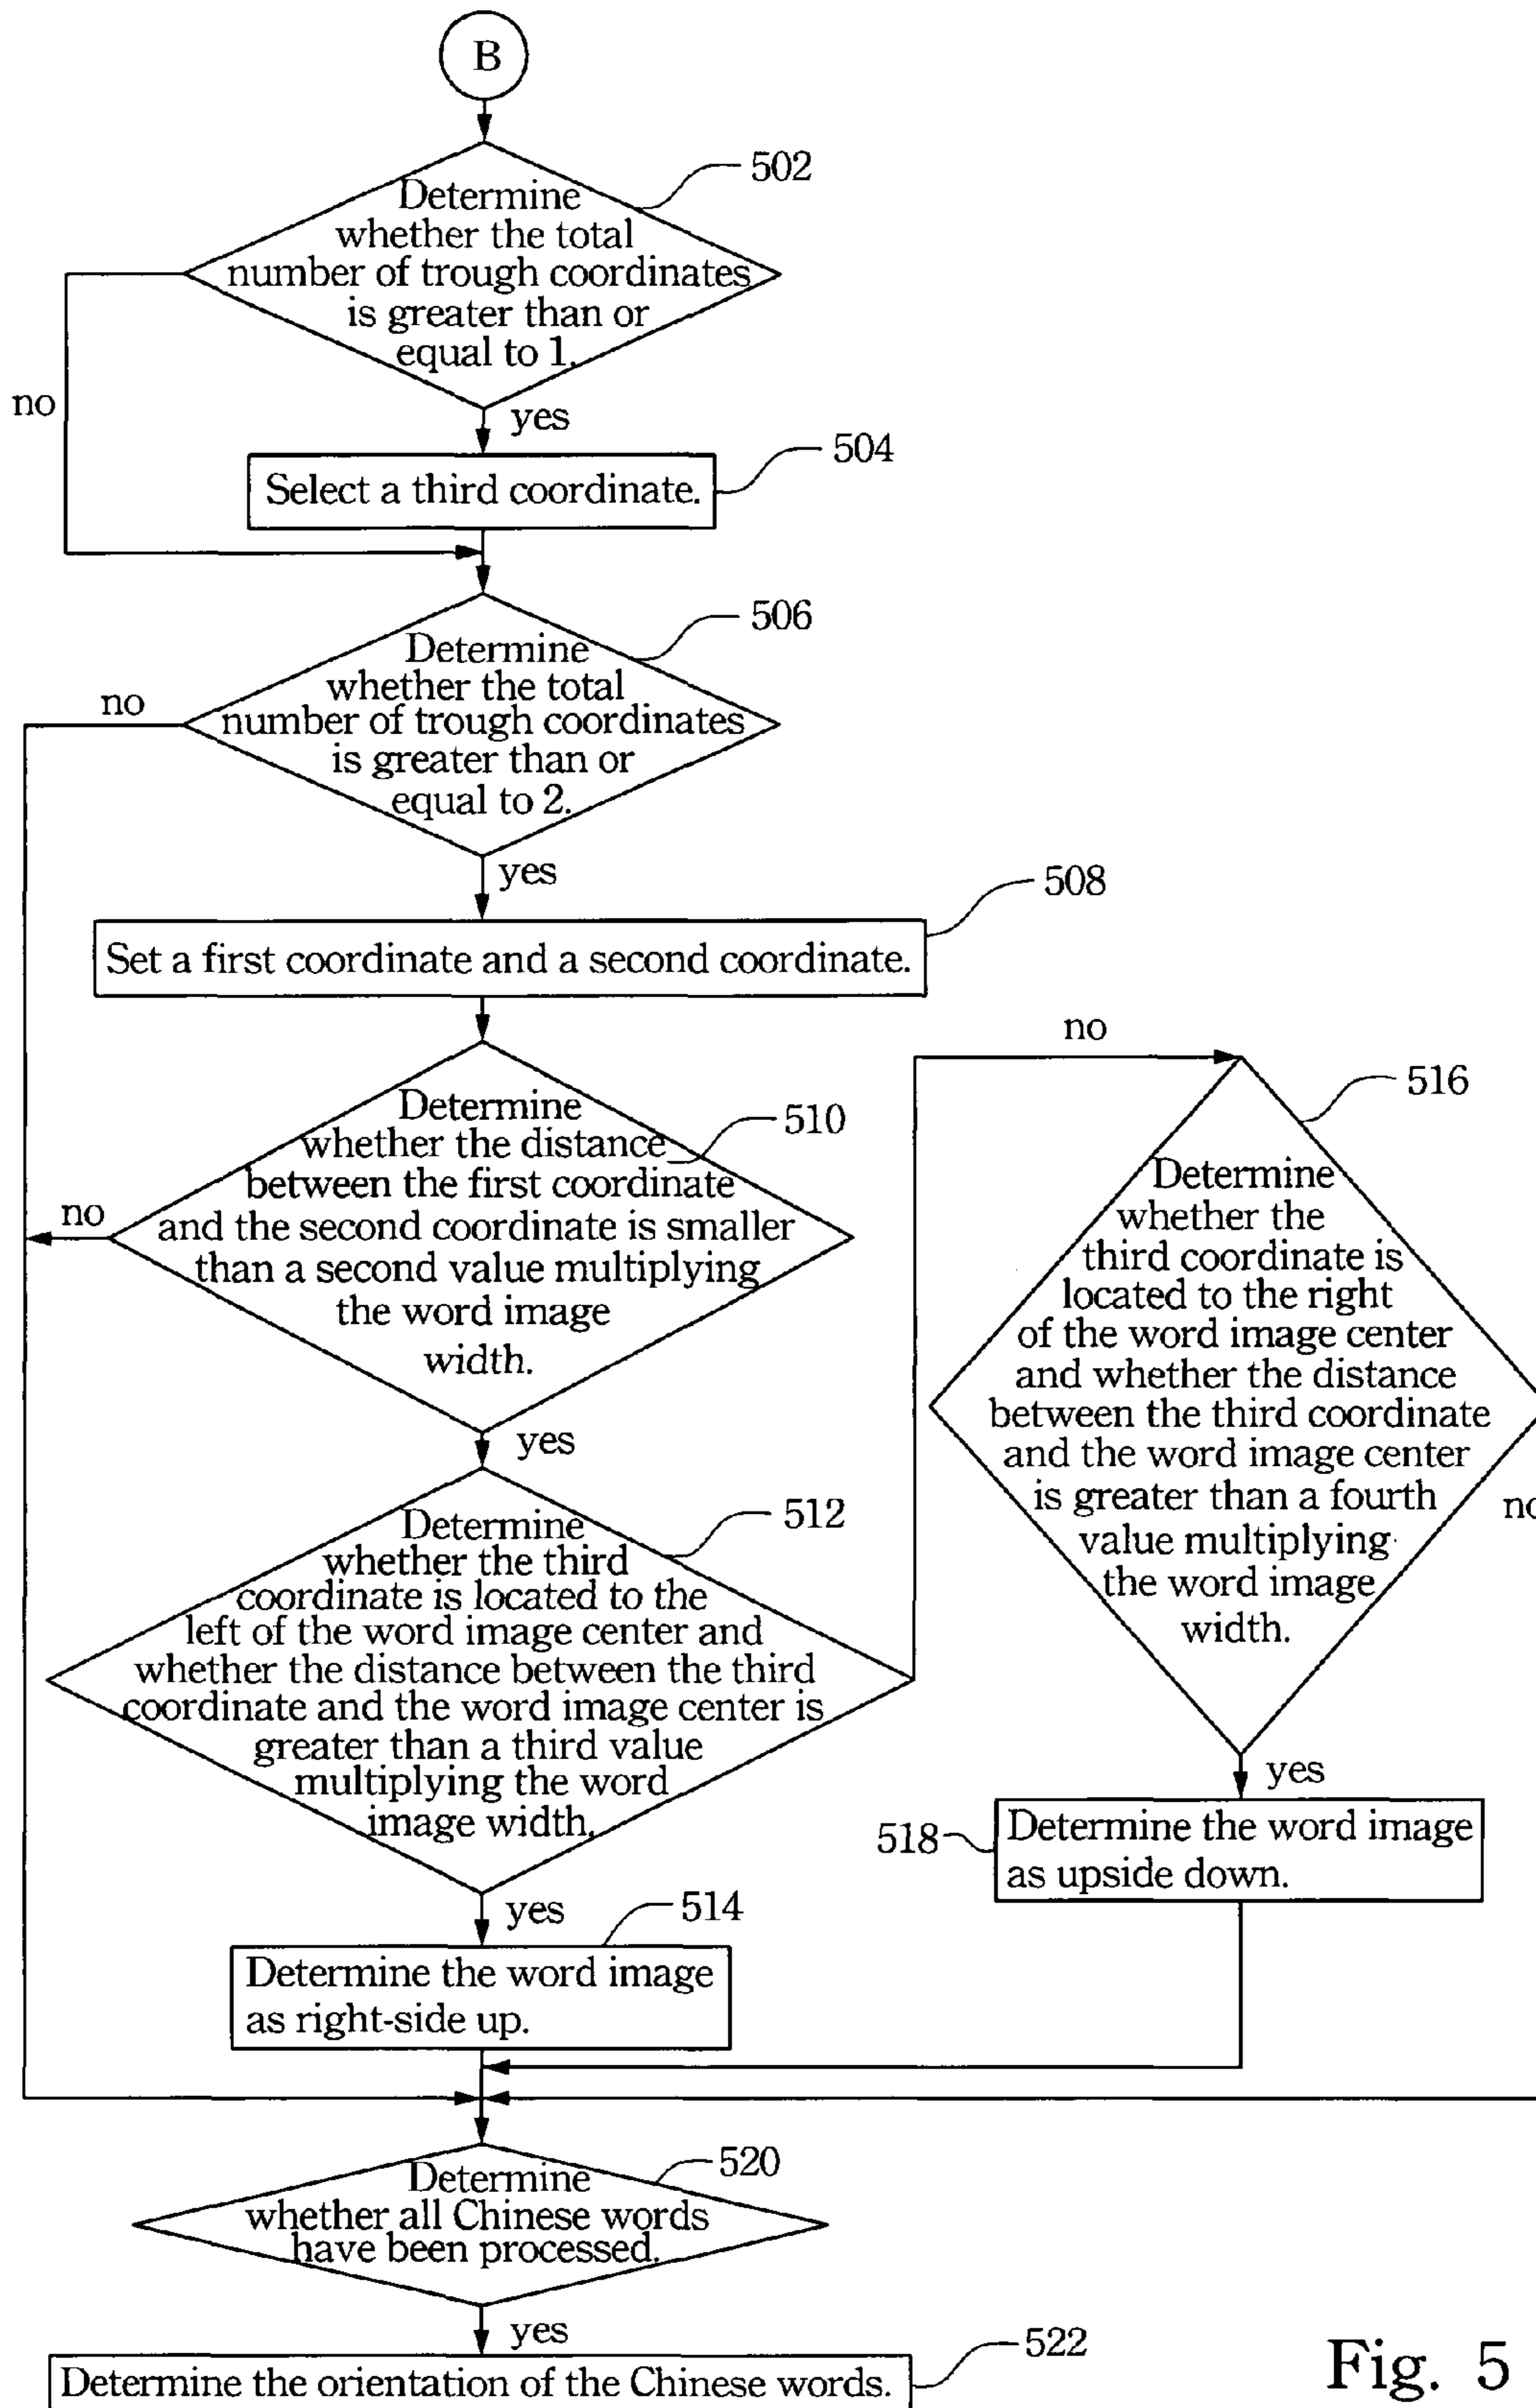 B
502
Determine
whether the total
number of trough coordinates
is greater than or
equal to 1.
no
yes
504
Select a third coordinate.
506
Determine
whether the total
number of trough coordinates
is greater than or
equal to 2.
no
yes
508
Set a first coordinate and a second coordinate.
510
Determine
whether the distance
between the first coordinate
and the second coordinate is smaller
than a second value multiplying
the word image
width.
no
yes
512
Determine
whether the third
coordinate is located to the
left of the word image center and
whether the distance between the third
coordinate and the word image center is
greater than a third value
multiplying the word
image width.
no
yes
514
Determine the word image
as right-side up.
516
Determine
whether the
third coordinate is
located to the right
of the word image center
and whether the distance
between the third coordinate
and the word image center
is greater than a fourth
value multiplying
the word image
width.
yes
518
Determine the word image
as upside down.
520
Determine
whether all Chinese words
have been processed.
yes
522
Determine the orientation of the Chinese words.
Fig. 5